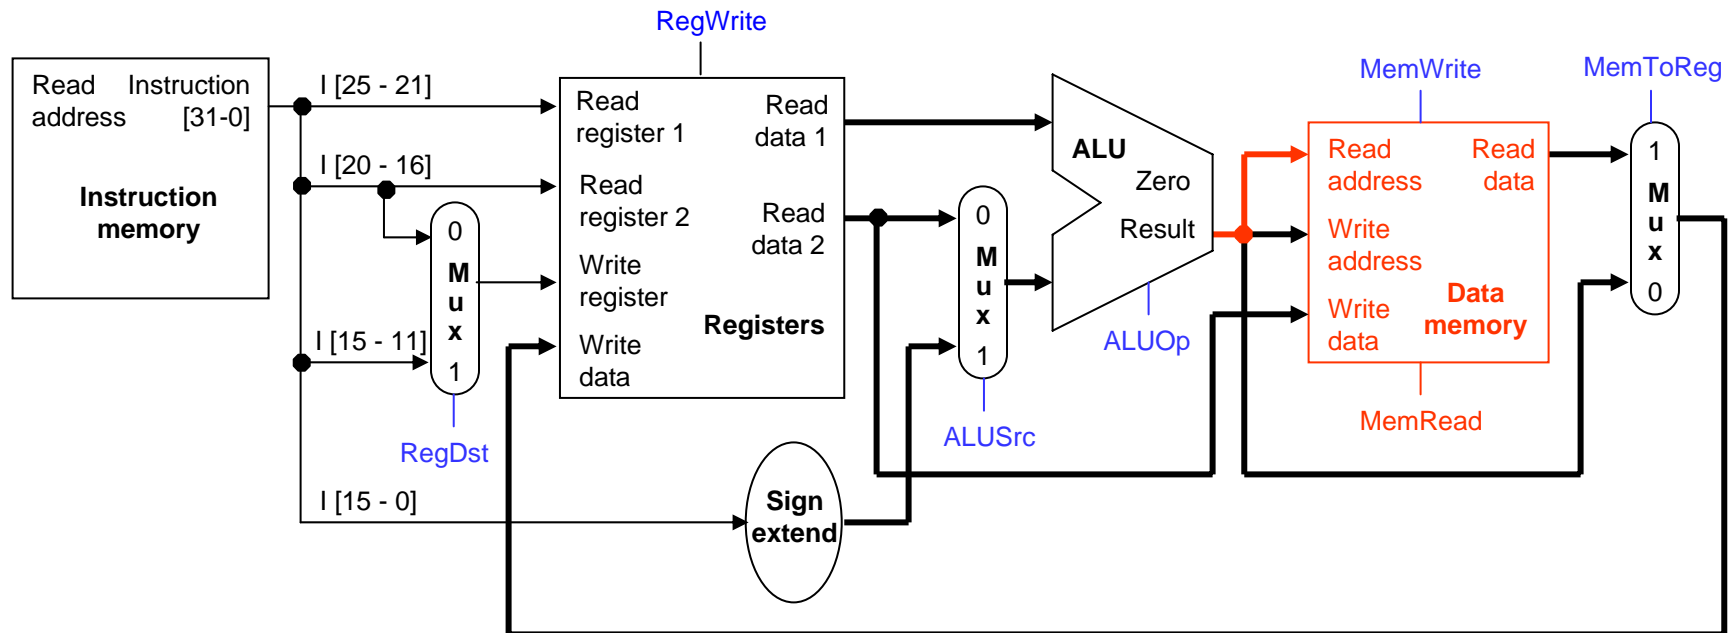 RegWrite
Read Instruction
address [31-0]
Instruction
memory
I [25 - 21]
I [20 - 16]
I [15 - 11]
I [15 - 0]
0
M
u
x
1
RegDst
Read
register 1
Read
register 2
Write
register
Write
data
Read
data 1
Read
data 2
Registers
Sign
extend
0
M
u
x
1
ALUSrc
ALU
Zero
Result
ALUOp
MemWrite
Read
address
Write
address
Write
data
Read
data
Data
memory
MemRead
MemToReg
1
M
u
x
0